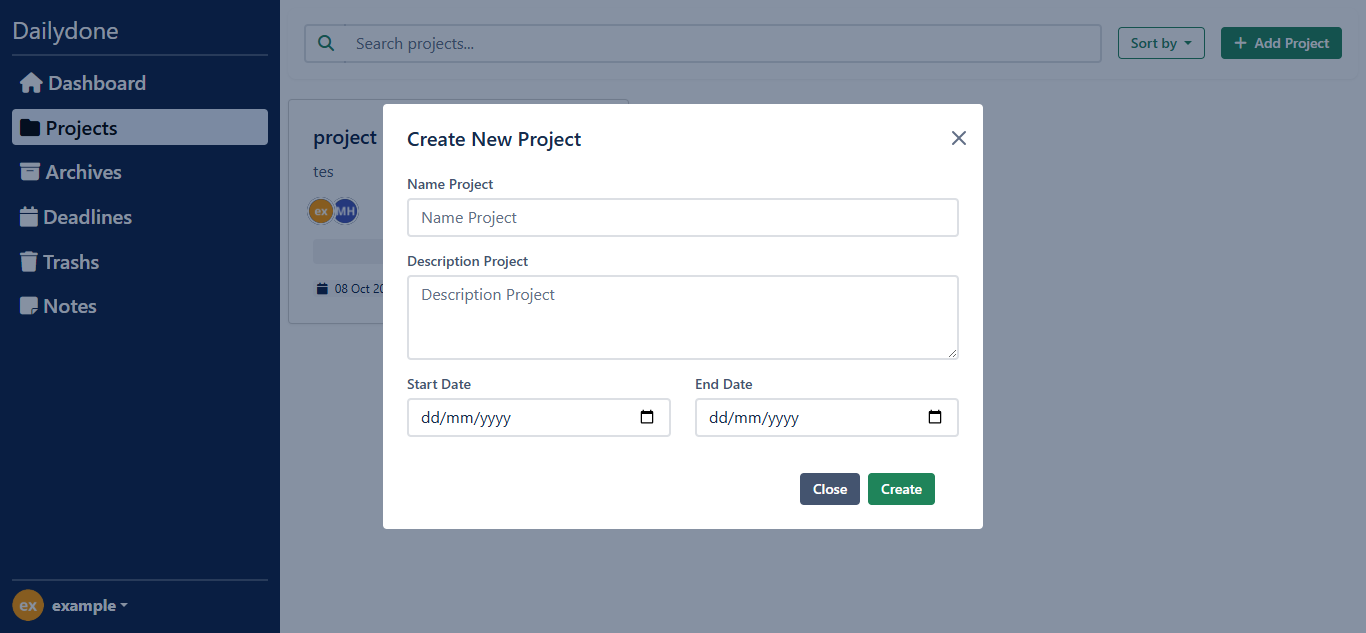 Dailydone
Dashboard
Projects
Archives
Deadlines
Trashs
Notes
ex
example
Search projects...
Sort by
Add Project
project
tes
ex
MH
08 Oct 20
Create New Project
Name Project
Name Project
Description Project
Description Project
Start Date
End Date
dd/mm/yyyy
dd/mm/yyyy
Close
Create